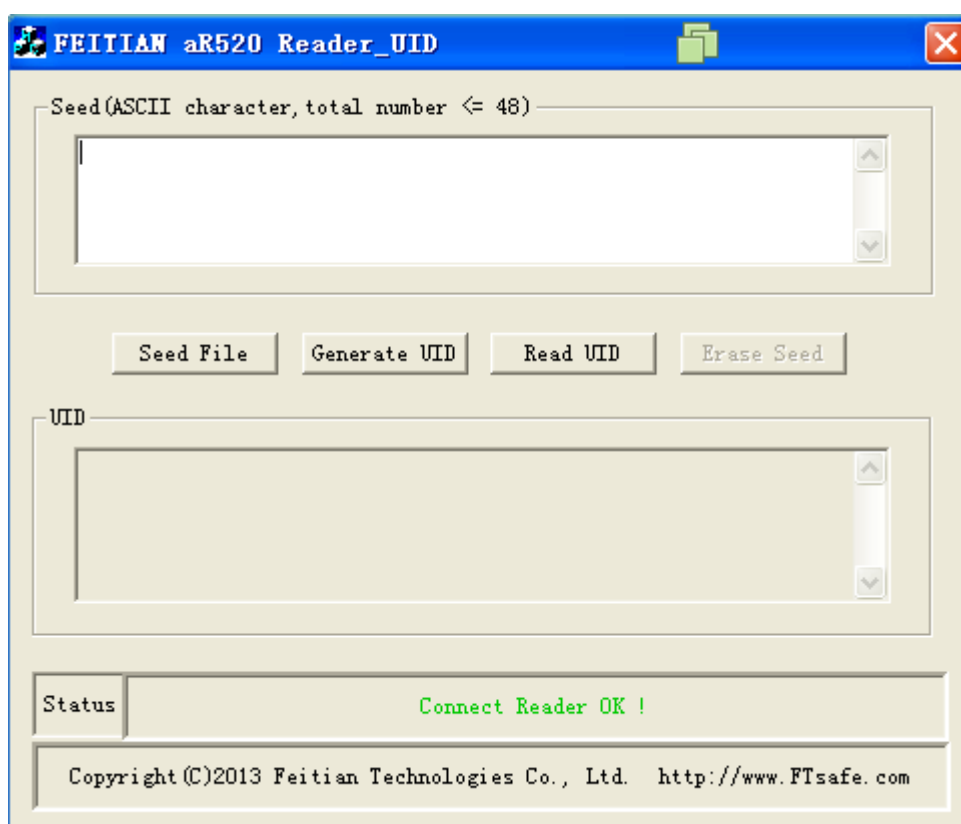 FEITIAN aR520 Reader_UID
Seed(ASCII character,total number <= 48)
Seed File Generate UID Read UID Erase Seed
UID
Status Connect Reader OK !
Copyright(C)2013 Feitian Technologies Co., Ltd. http://www.FTsafe.com